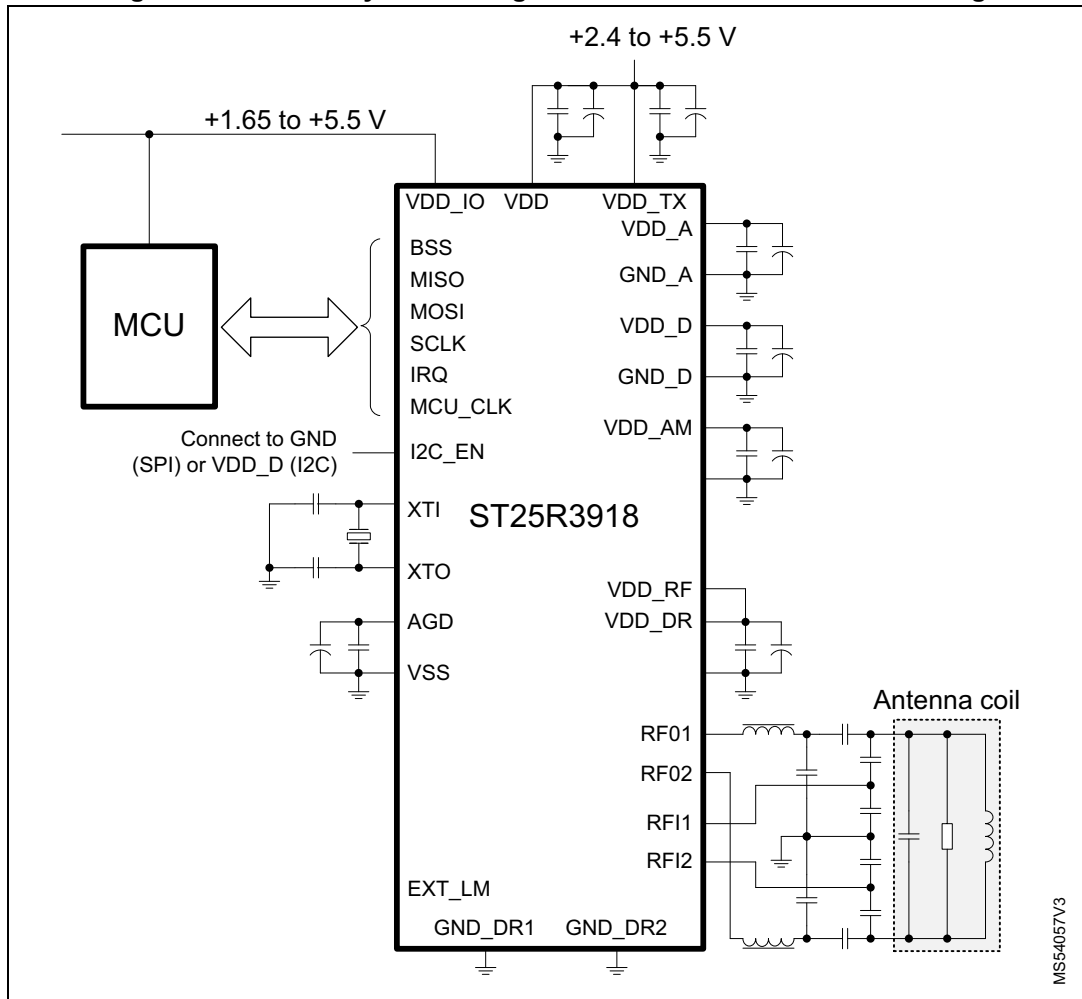 +2.4 to +5.5 V
+1.65 to +5.5 V
VDD_IO VDD VDD_TX
VDD_A
BSS
GND_A
MISO
MOSI
VDD_D
MCU
SCLK
IRQ
GND_D
MCU_CLK
VDD_AM
Connect to GND
(SPI) or VDD_D (I2C)
I2C_EN
XTI
ST25R3918
XTO
VDD_RF
AGD
VDD_DR
VSS
Antenna coil
RF01
RF02
RFI1
RFI2
EXT_LM
GND_DR1 GND_DR2
MS54057V3